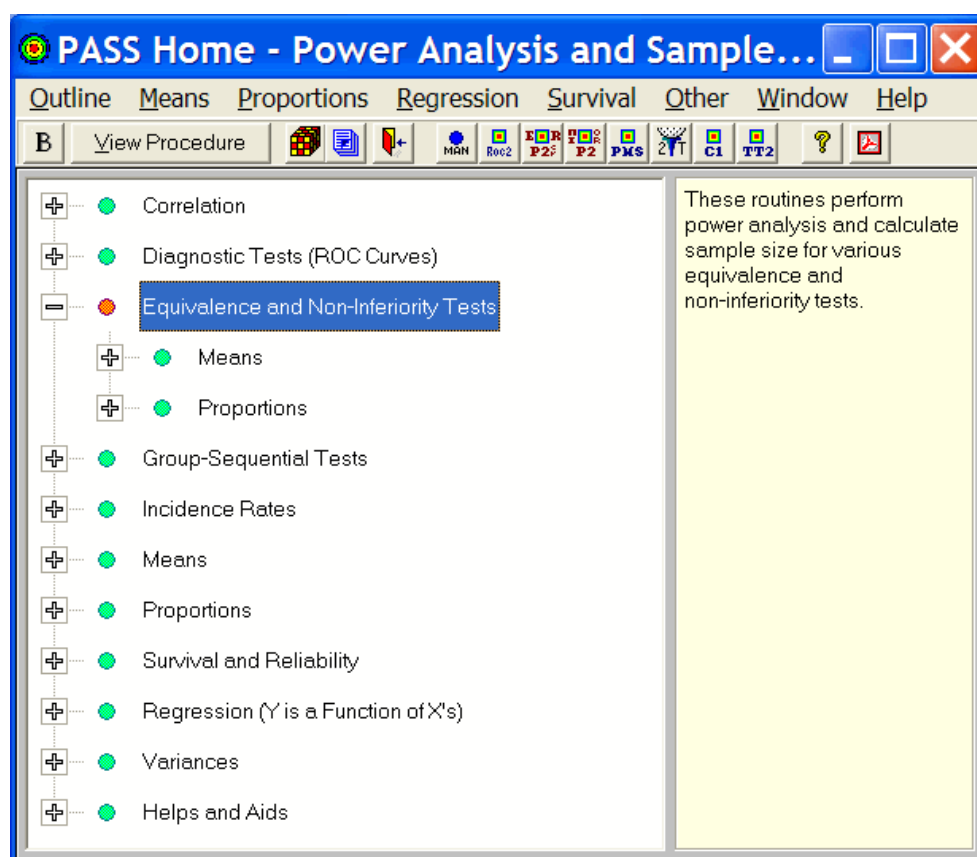 PASS Home - Power Analysis and Sample...
Outline Means Proportions Regression Survival Other Window Help
B View Procedure MAN Roc2 P2 P2 PMS 2 T C1 TT2 ?
Correlation
Diagnostic Tests (ROC Curves)
Equivalence and Non-Inferiority Tests
Means
Proportions
Group-Sequential Tests
Incidence Rates
Means
Proportions
Survival and Reliability
Regression (Y is a Function of X's)
Variances
Helps and Aids
These routines perform
power analysis and calculate
sample size for various
equivalence and
non-inferiority tests.